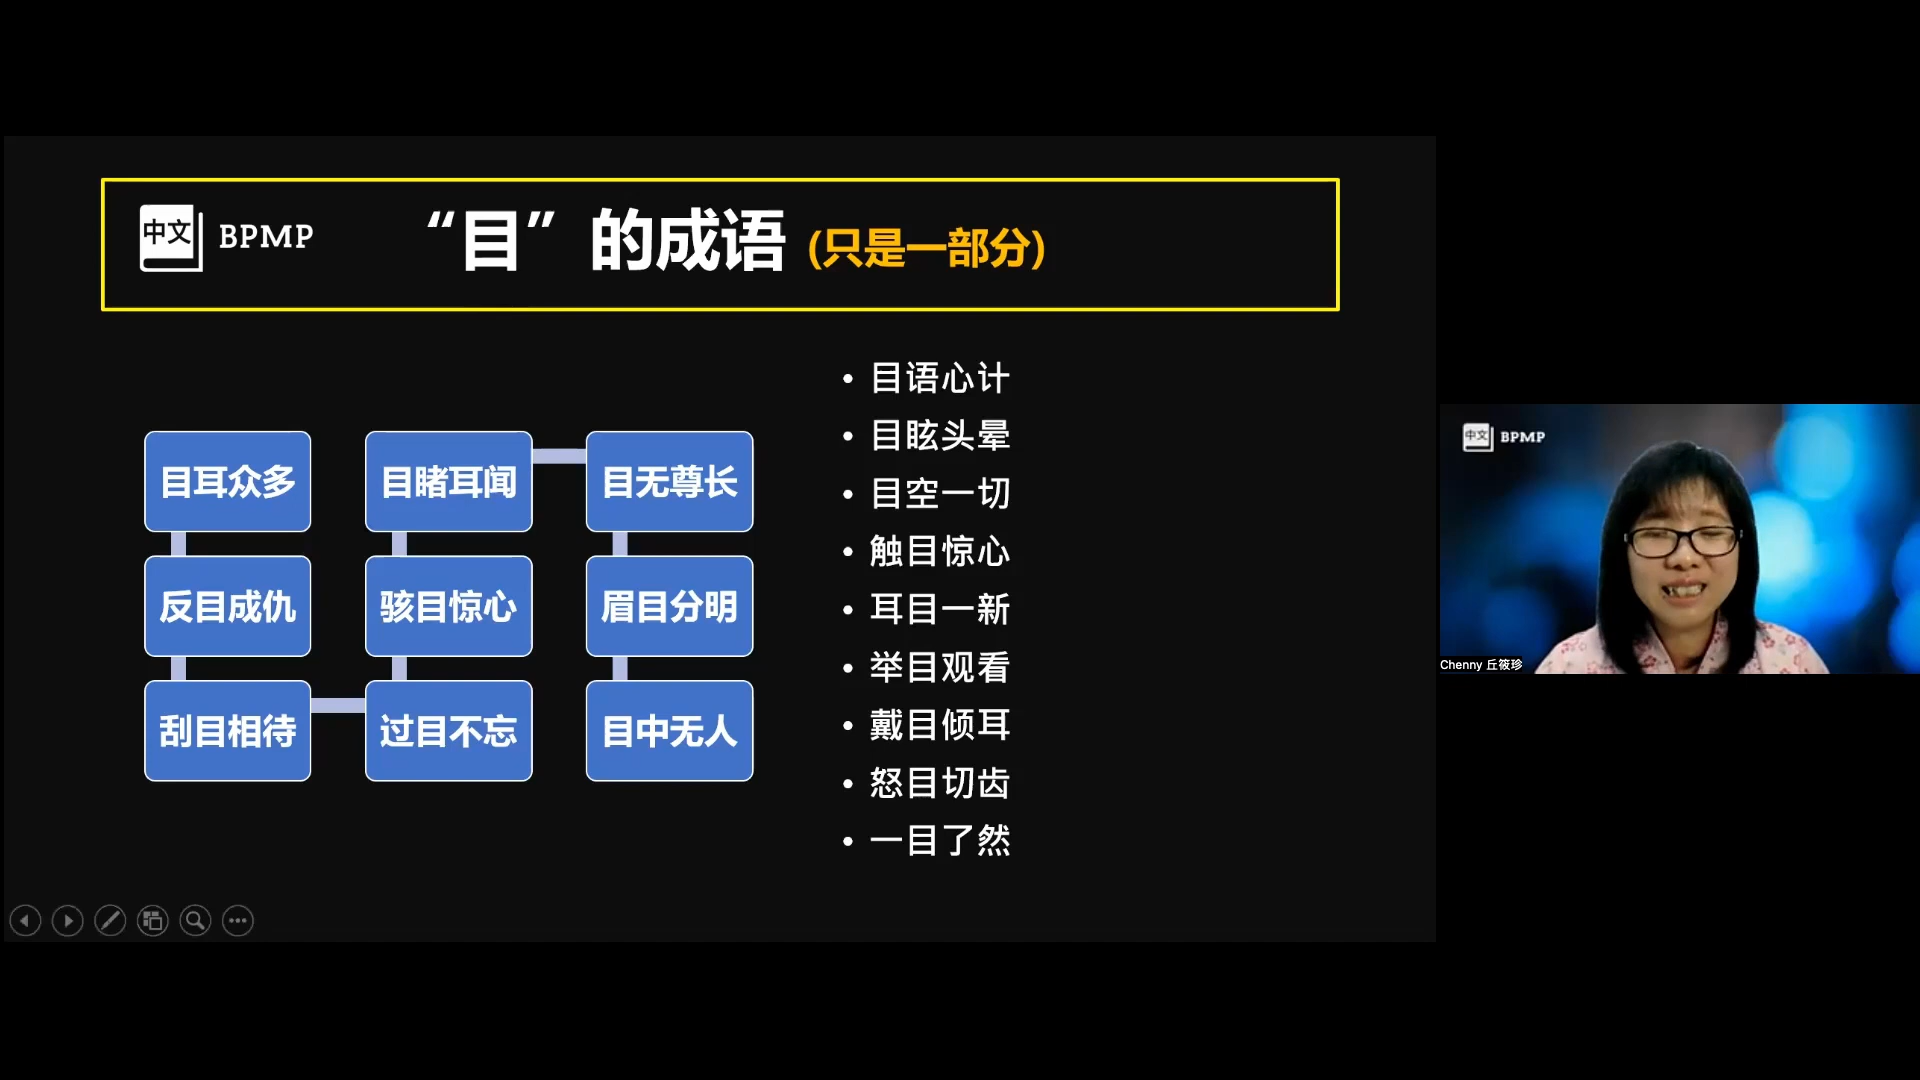 中文 BPMP
“目”的成语 (只是一部分)
目耳众多
反目成仇
刮目相待
过目不忘
骇目惊心
目睹耳闻
目无尊长
眉目分明
目中无人
目语心计
目眩头晕
目空一切
触目惊心
耳目一新
举目观看
戴目倾耳
怒目切齿
一目了然
中文 BPMP
Chenny 丘筱珍